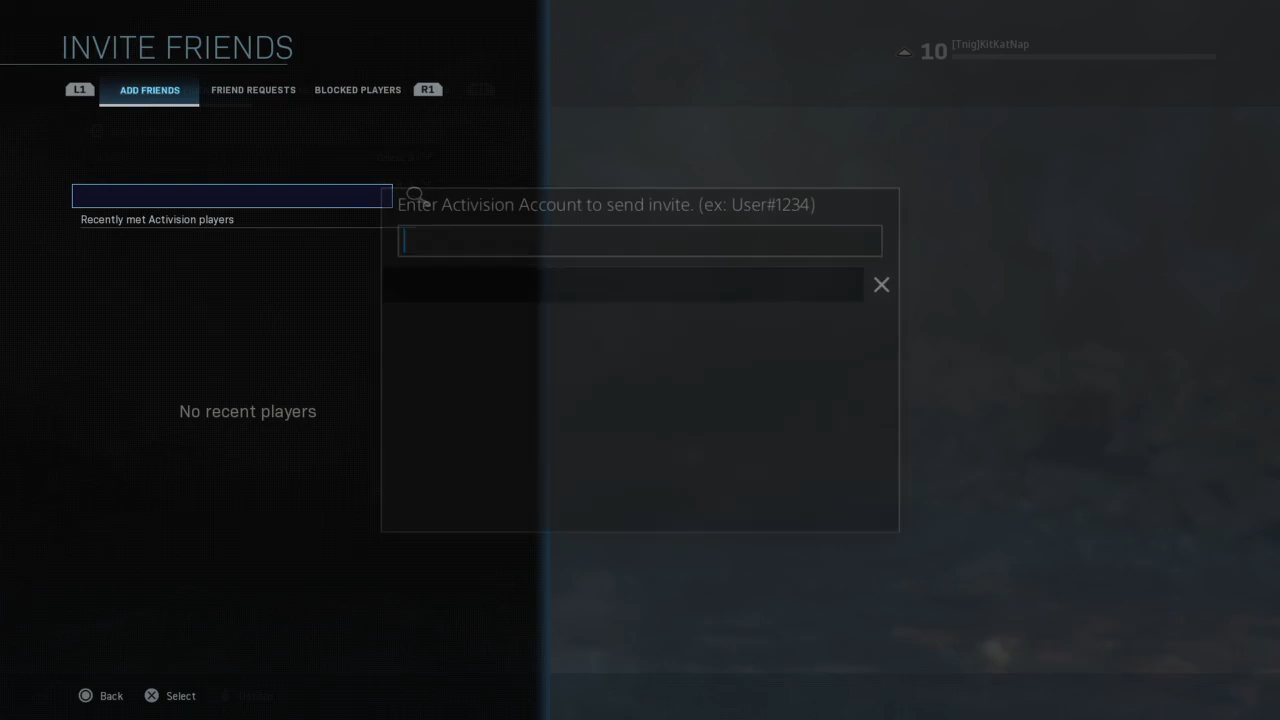 INVITE FRIENDS
10 [Tnig]KitKatNap
L1 ADD FRIENDS FRIEND REQUESTS BLOCKED PLAYERS R1
Enter Activision Account to send invite. (ex: User#1234)
Recently met Activision players
No recent players
Back Select